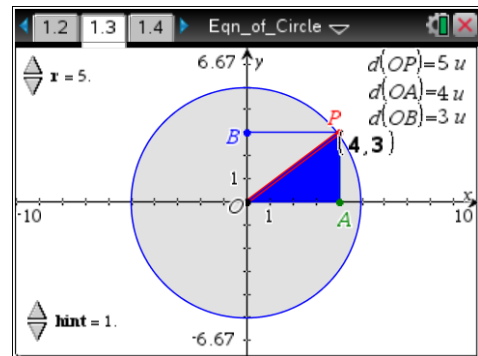 1.2 1.3 1.4 Eqn_of_Circle
r = 5.
6.67 y
d(OP)=5 u
d(OA)=4 u
d(OB)=3 u
P
B
(4,3)
1
O
x
-10
1
A
10
hint = 1.
-6.67